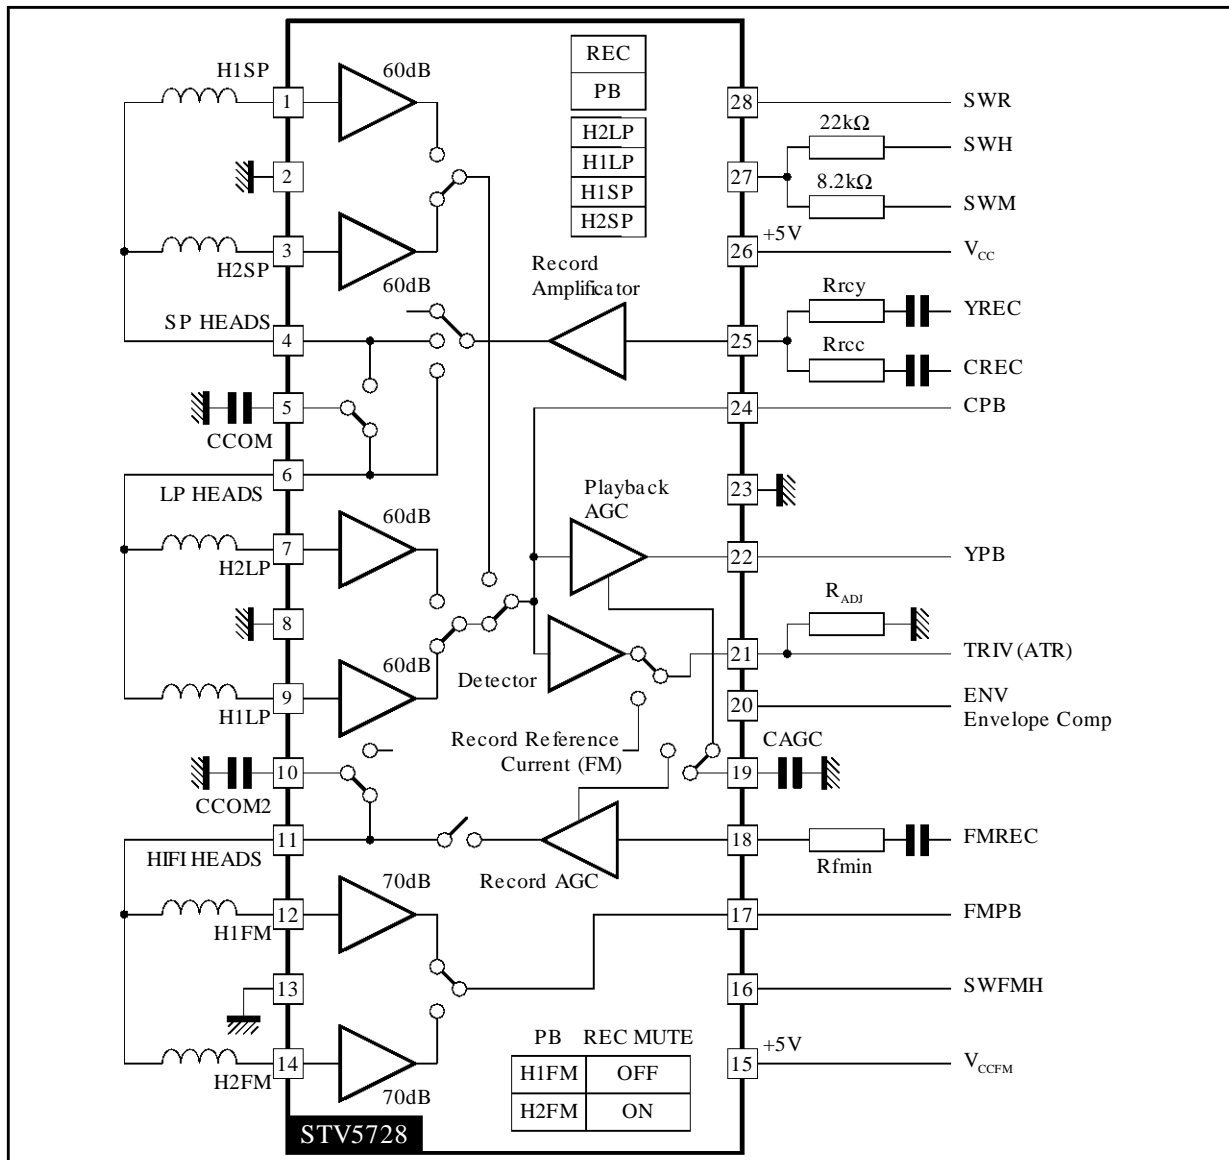 H1SP
60dB
REC
PB
1
28
SWR
22kΩ
SWH
H2LP
H1LP
H1SP
H2SP
2
27
8.2kΩ
SWM
3
H2SP
60dB
+5V
26
VCC
Record
Amplificator
Rrcy
YREC
SP HEADS
4
25
Rrcc
CREC
5
CCOM
24
CPB
6
LP HEADS
Playback
AGC
23
60dB
7
H2LP
22
YPB
RADJ
8
60dB
Detector
21
TRIV (ATR)
9
H1LP
20
ENV
Envelope Comp
Record Reference
Current (FM)
CAGC
10
CCOM2
19
11
HIFI HEADS
Record AGC
18
Rfmin
FMREC
70dB
12
H1FM
17
FMPB
13
16
SWFMH
PB REC MUTE
H1FM OFF
H2FM ON
14
H2FM
70dB
+5V
15
VCCFM
STV5728